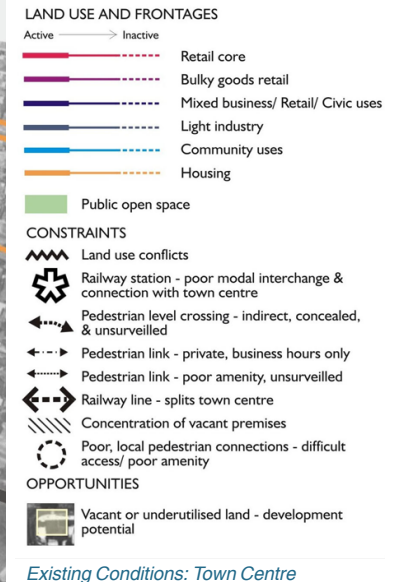 LAND USE AND FRONTAGES
Active Inactive
Retail core
Bulky goods retail
Mixed business/ Retail/ Civic uses
Light industry
Community uses
Housing
Public open space
CONSTRAINTS
Land use conflicts
Railway station - poor modal interchange &
connection with town centre
Pedestrian level crossing - indirect, concealed,
& unsurveilled
Pedestrian link - private, business hours only
Pedestrian link - poor amenity, unsurveilled
Railway line - splits town centre
Concentration of vacant premises
Poor, local pedestrian connections - difficult
access/ poor amenity
OPPORTUNITIES
Vacant or underutilised land - development
potential
Existing Conditions: Town Centre